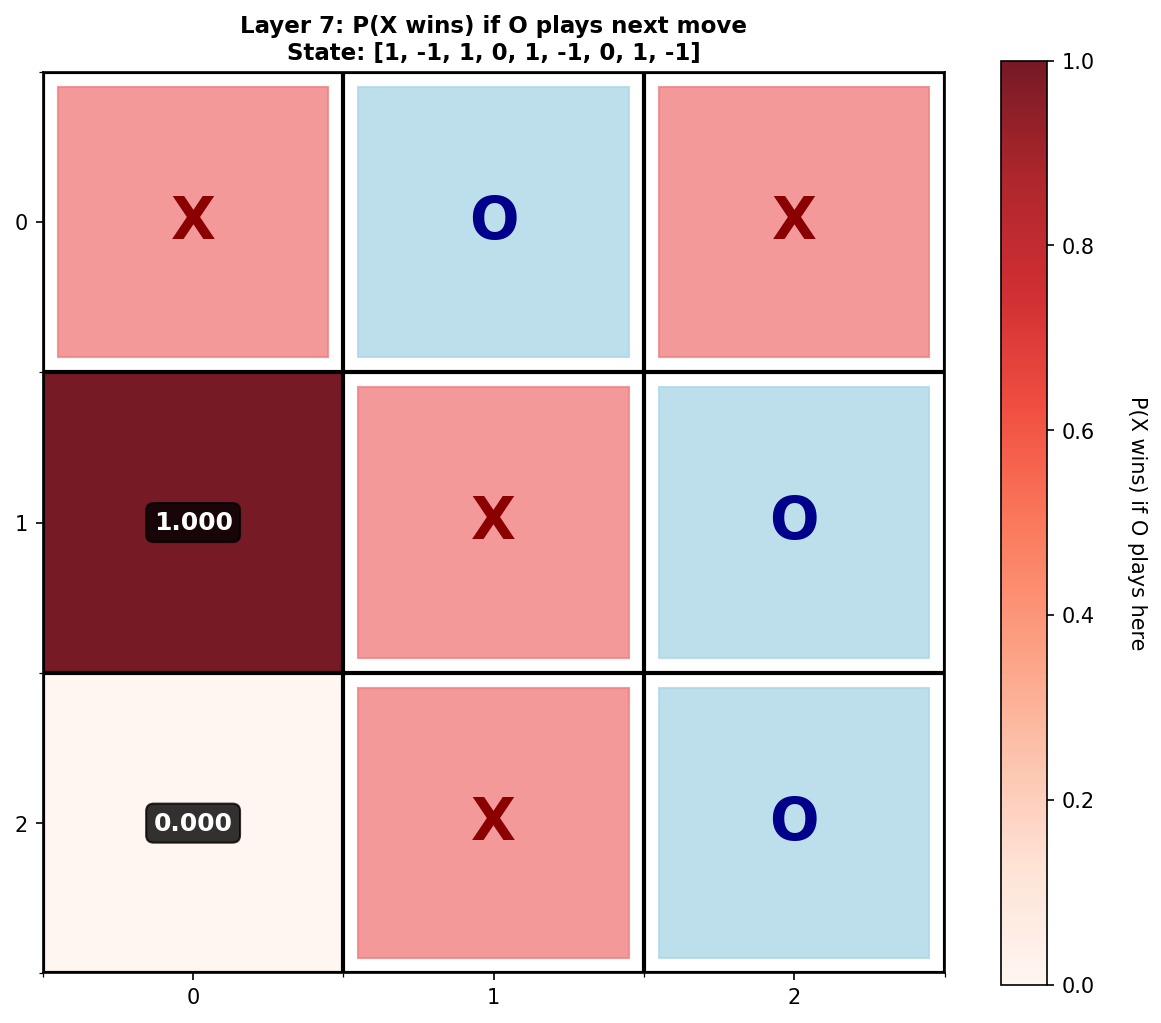 Layer 7: P(X wins) if O plays next move
State: [1, -1, 1, 0, 1, -1, 0, 1, -1]
0
X
O
X
1
1.000
X
O
2
0.000
X
O
0
1
2
1.0
0.8
0.6
0.4
0.2
0.0
P(X wins) if O plays here